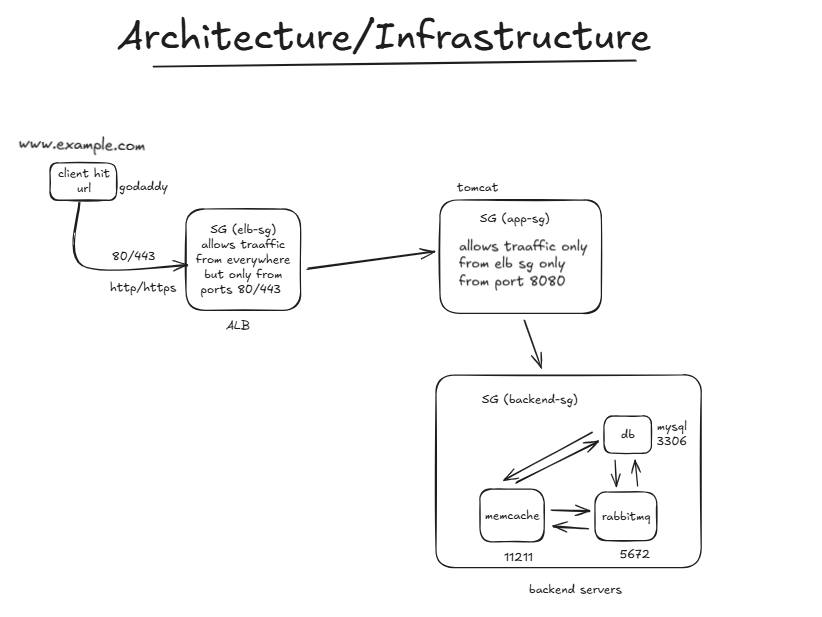 Architecture/Infrastructure
www.example.com
client hit
url
godaddy
80/443
http/https
SG (elb-sg)
allows traaffic
from everywhere
but only from
ports 80/443
ALB
tomcat
SG (app-sg)
allows traaffic only
from elb sg only
from port 8080
SG (backend-sg)
db
mysql
3306
memcache
rabbitmq
11211
5672
backend servers